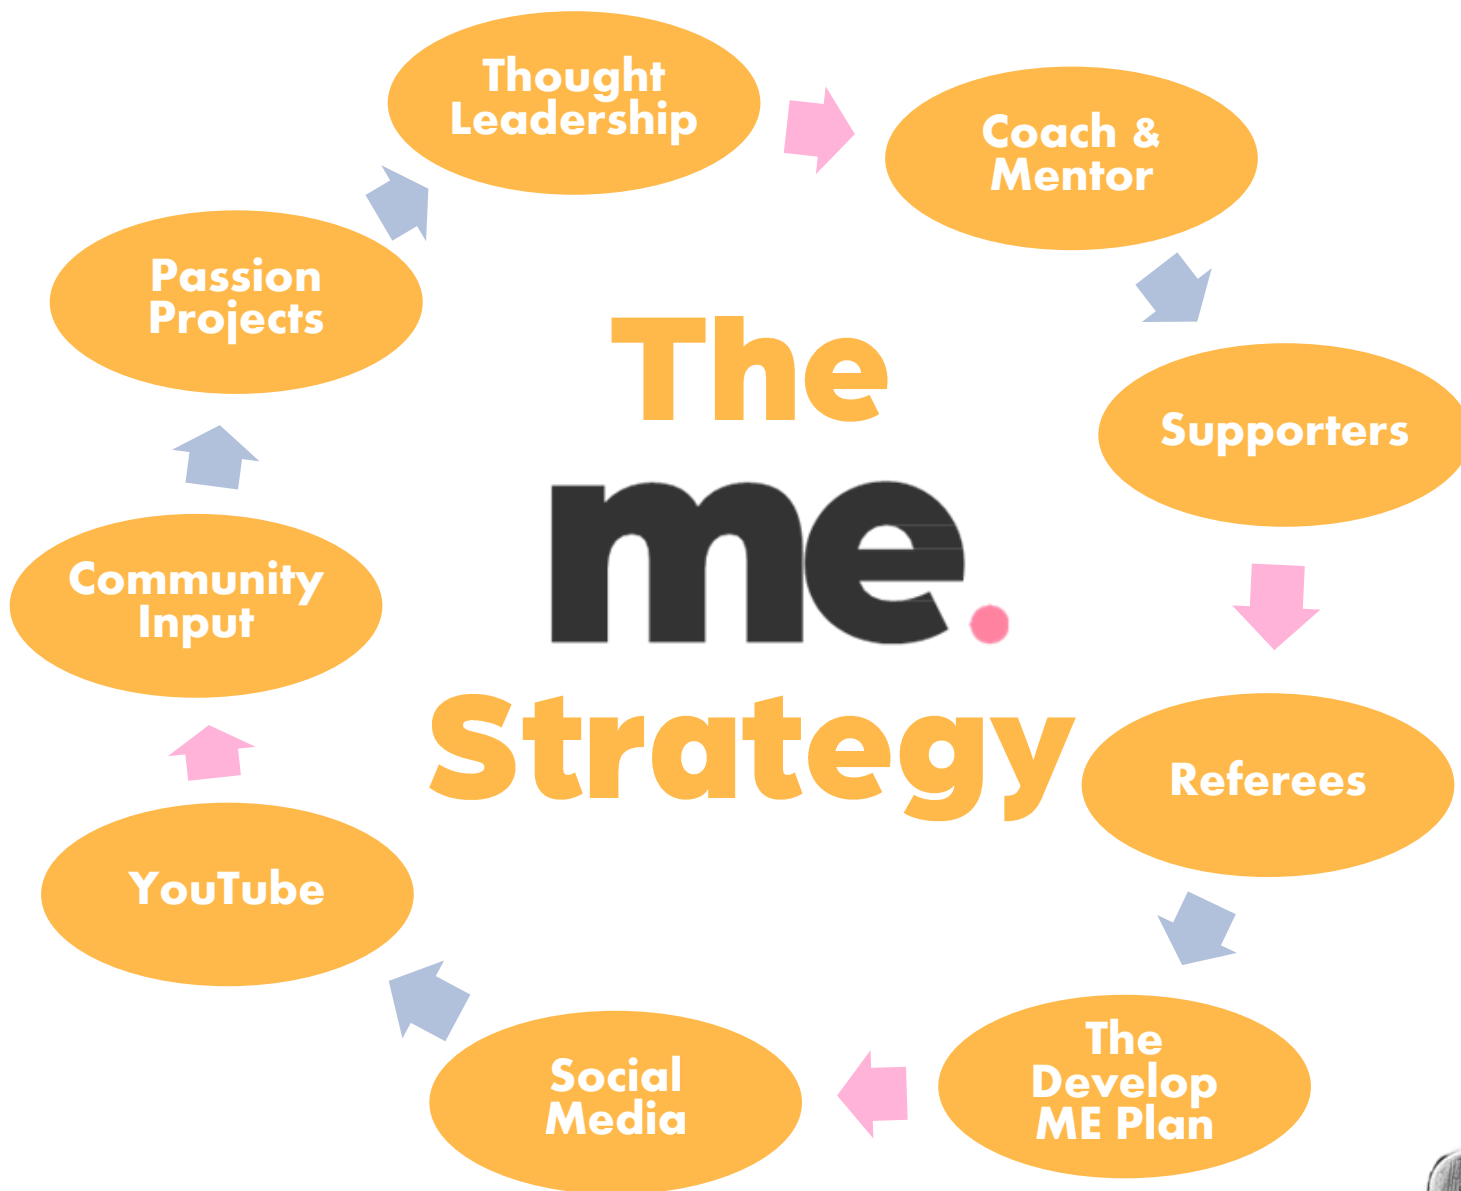 Thought
Leadership
Coach &
Mentor
Supporters
Referees
The
Develop
ME Plan
Social
Media
YouTube
Community
Input
Passion
Projects
The
me.
Strategy